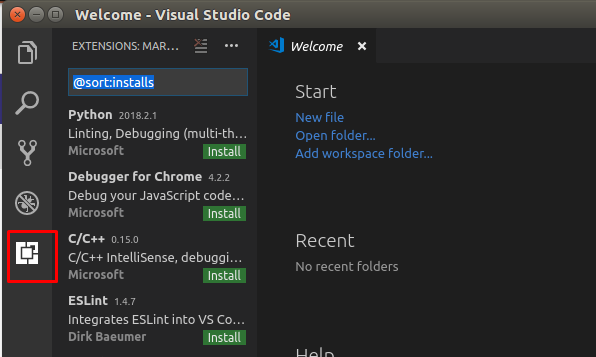 Welcome - Visual Studio Code
EXTENSIONS: MAR...
@sort:installs
Python 2018.2.1
Linting, Debugging (multi-th...
Microsoft Install
Debugger for Chrome 4.2.2
Debug your JavaScript code...
Microsoft Install
C/C++ 0.15.0
C/C++ IntelliSense, debuggi...
Microsoft Install
ESLint 1.4.7
Integrates ESLint into VS Co...
Dirk Baeumer Install
Welcome
Start
New file
Open folder...
Add workspace folder...
Recent
No recent folders
Help